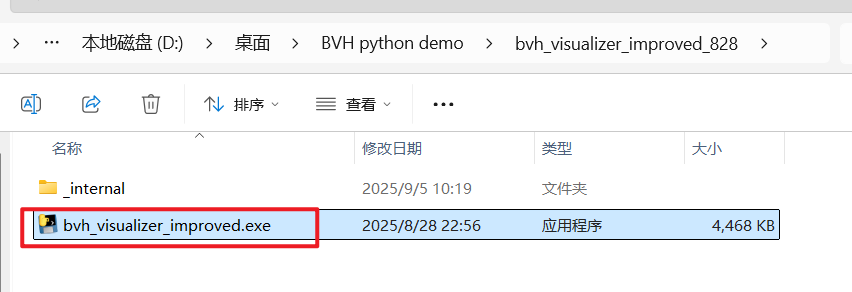 … 本地磁盘 (D:) 桌面 BVH python demo bvh_visualizer_improved_828
排序 查看 …
名称 修改日期 类型 大小
_internal 2025/9/5 10:19 文件夹
bvh_visualizer_improved.exe 2025/8/28 22:56 应用程序 4,468 KB